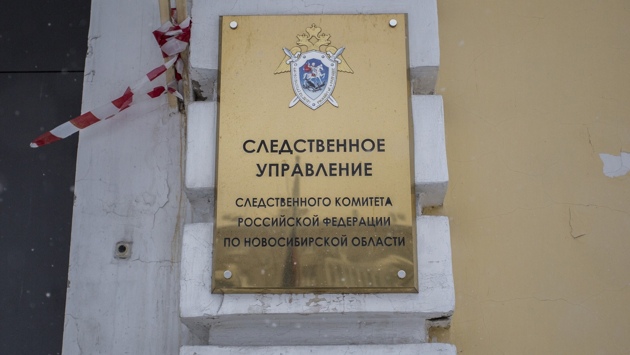 СЛЕДСТВЕННОЕ
УПРАВЛЕНИЕ
СЛЕДСТВЕННОГО КОМИТЕТА
РОССИЙСКОЙ ФЕДЕРАЦИИ
ПО НОВОСИБИРСКОЙ ОБЛАСТИ